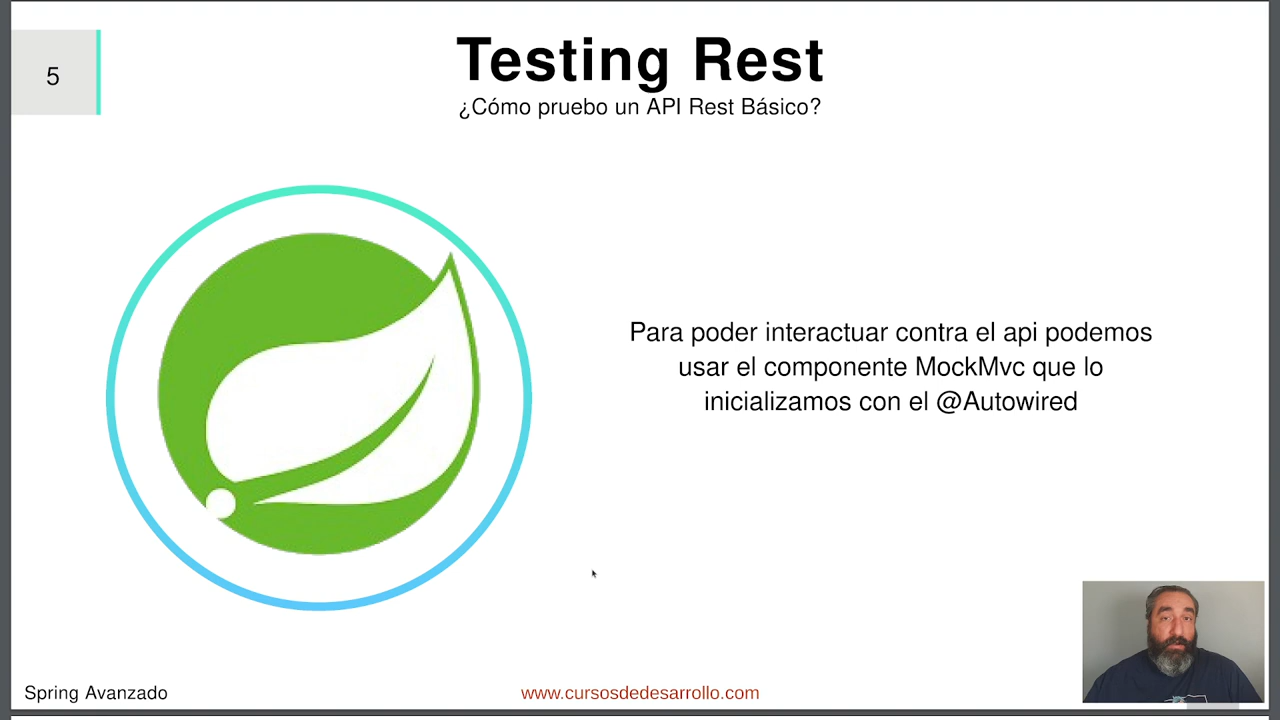 5
Testing Rest
¿Cómo pruebo un API Rest Básico?
Para poder interactuar contra el api podemos
usar el componente MockMvc que lo
inicializamos con el @Autowired
Spring Avanzado
www.cursosdedesarrollo.com